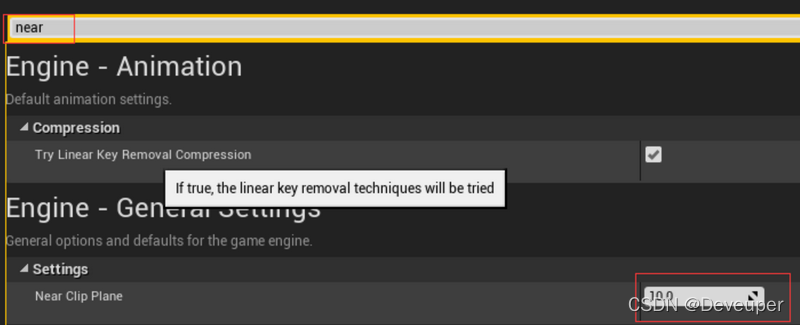 near
Engine - Animation
Default animation settings.
Compression
Try Linear Key Removal Compression
If true, the linear key removal techniques will be tried
Engine - General Settings
General options and defaults for the game engine.
Settings
Near Clip Plane
10.0
CSDN @Deveuper